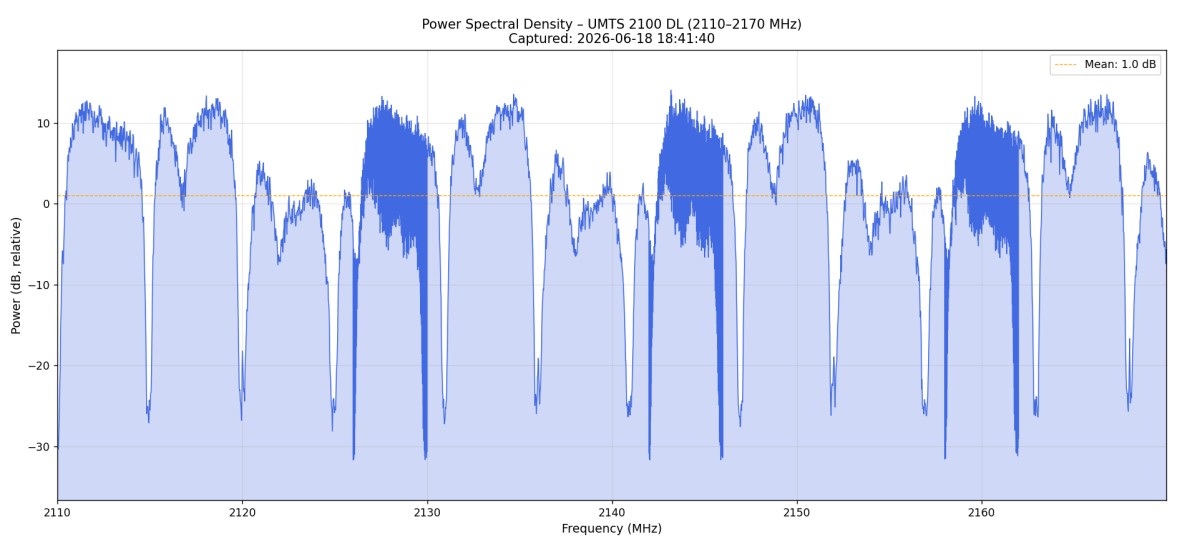 Power Spectral Density – UMTS 2100 DL (2110–2170 MHz)
Captured: 2026-06-18 18:41:40
Mean: 1.0 dB
Power (dB, relative)
10
0
−10
−20
−30
2110
2120
2130
2140
2150
2160
Frequency (MHz)